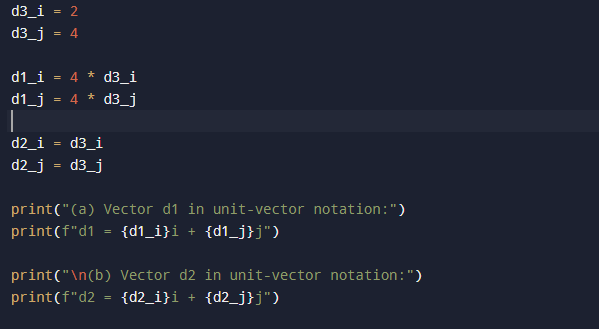 d3_i = 2
d3_j = 4
d1_i = 4 * d3_i
d1_j = 4 * d3_j
d2_i = d3_i
d2_j = d3_j
print("(a) Vector d1 in unit-vector notation:")
print(f"d1 = {d1_i}i + {d1_j}j")
print("\n(b) Vector d2 in unit-vector notation:")
print(f"d2 = {d2_i}i + {d2_j}j")